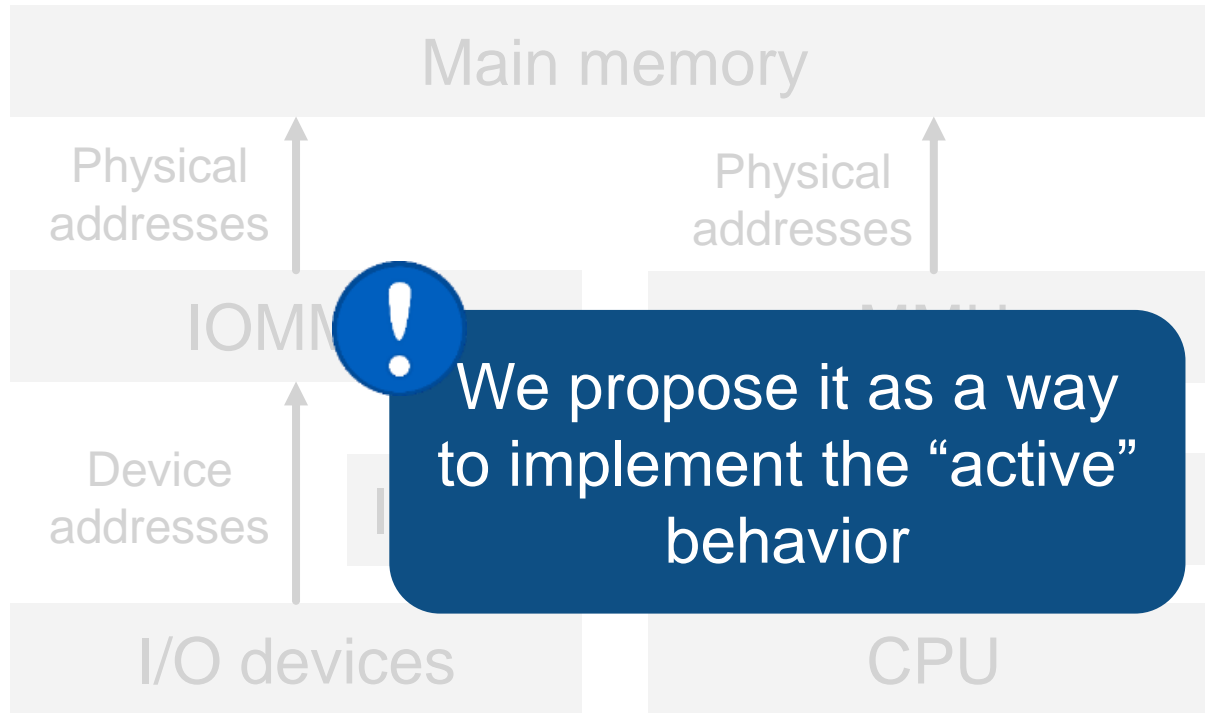 Main memory
Physical
addresses
Physical
addresses
We propose it as a way
to implement the “active”
behavior
Device
addresses
I/O devices
CPU